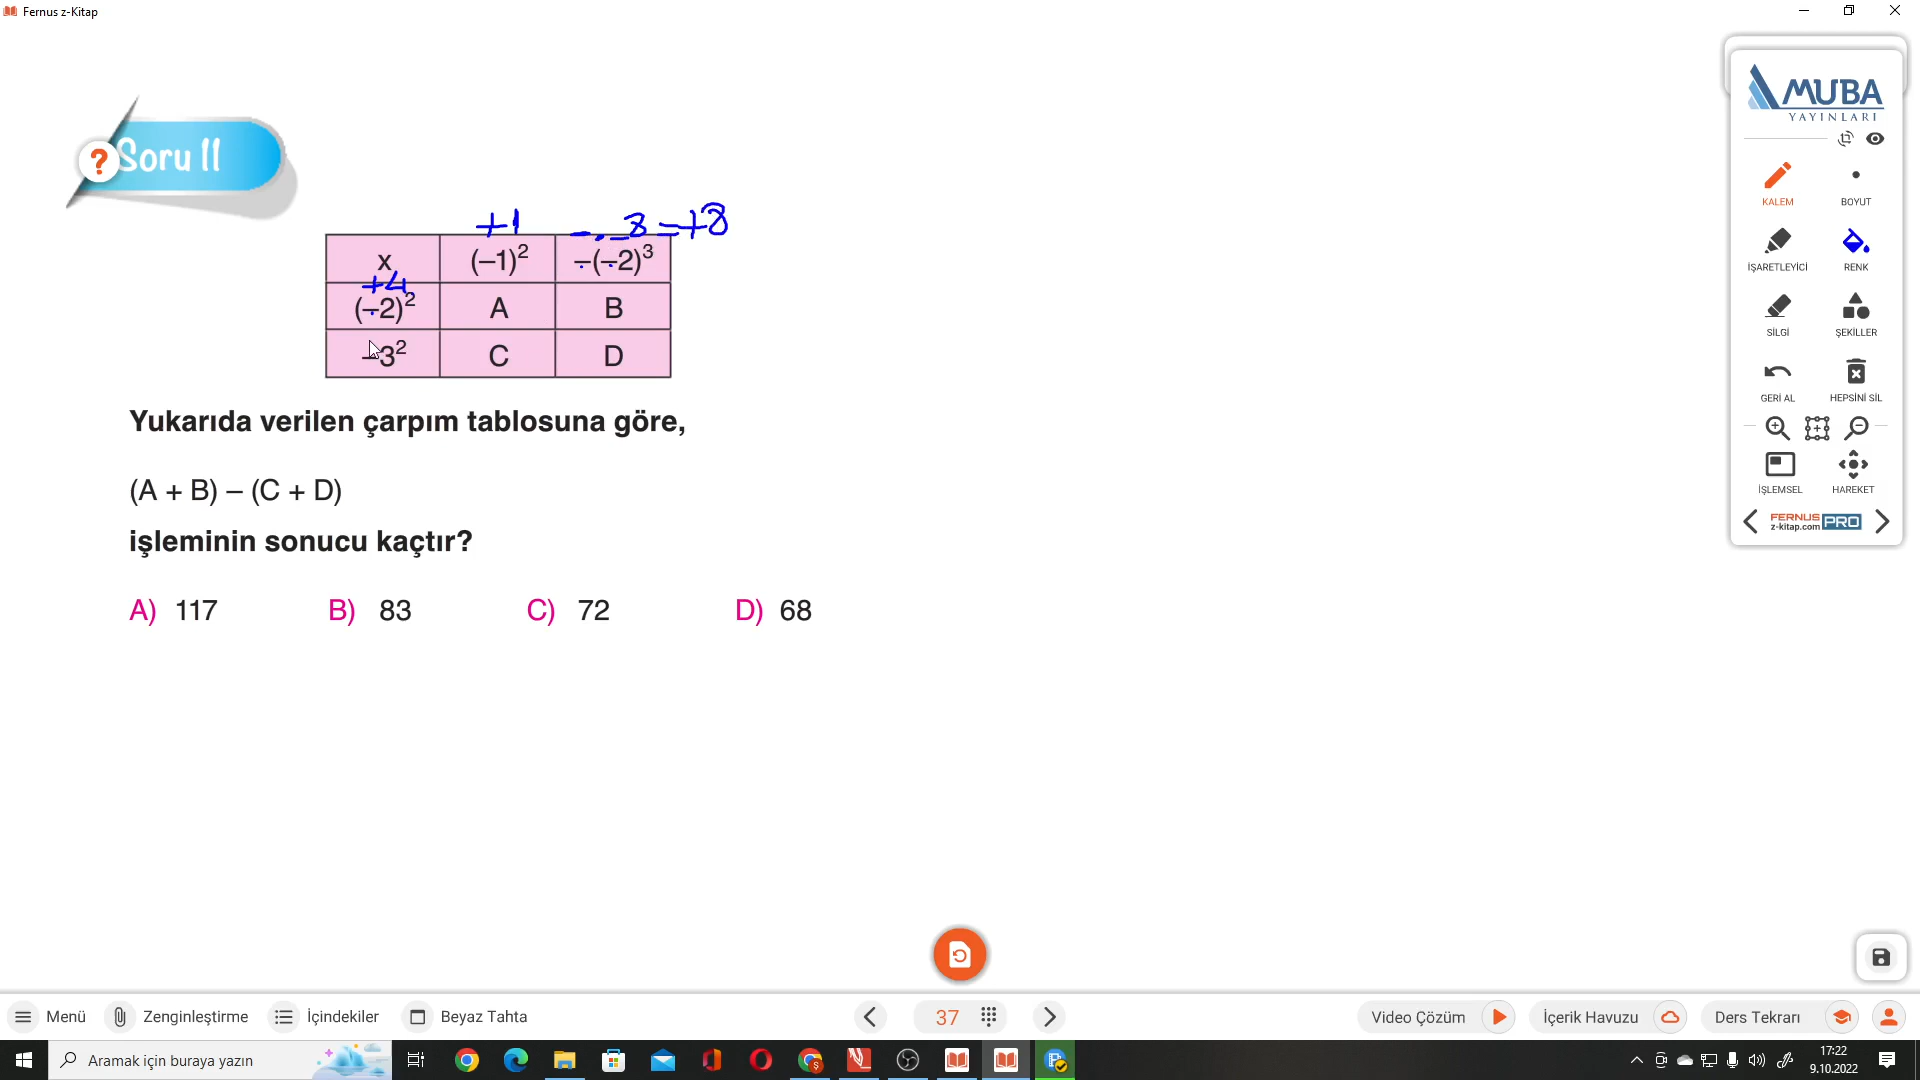 Fernus z-Kitap
? Soru 11
+1 -.-8=+8
x (–1)² –(–2)³
+4
(–2)² A B
–3² C D
Yukarıda verilen çarpım tablosuna göre,
(A + B) – (C + D)
işleminin sonucu kaçtır?
A) 117 B) 83 C) 72 D) 68
MUBA
YAYINLARI
KALEM BOYUT
İŞARETLEYİCİ RENK
SİLGİ ŞEKİLLER
GERİ AL HEPSİNİ SİL
İŞLEMSEL HAREKET
FERNUS PRO
z-kitap.com
Menü Zenginleştirme İçindekiler Beyaz Tahta 37 Video Çözüm İçerik Havuzu Ders Tekrarı
Aramak için buraya yazın
17:22
9.10.2022